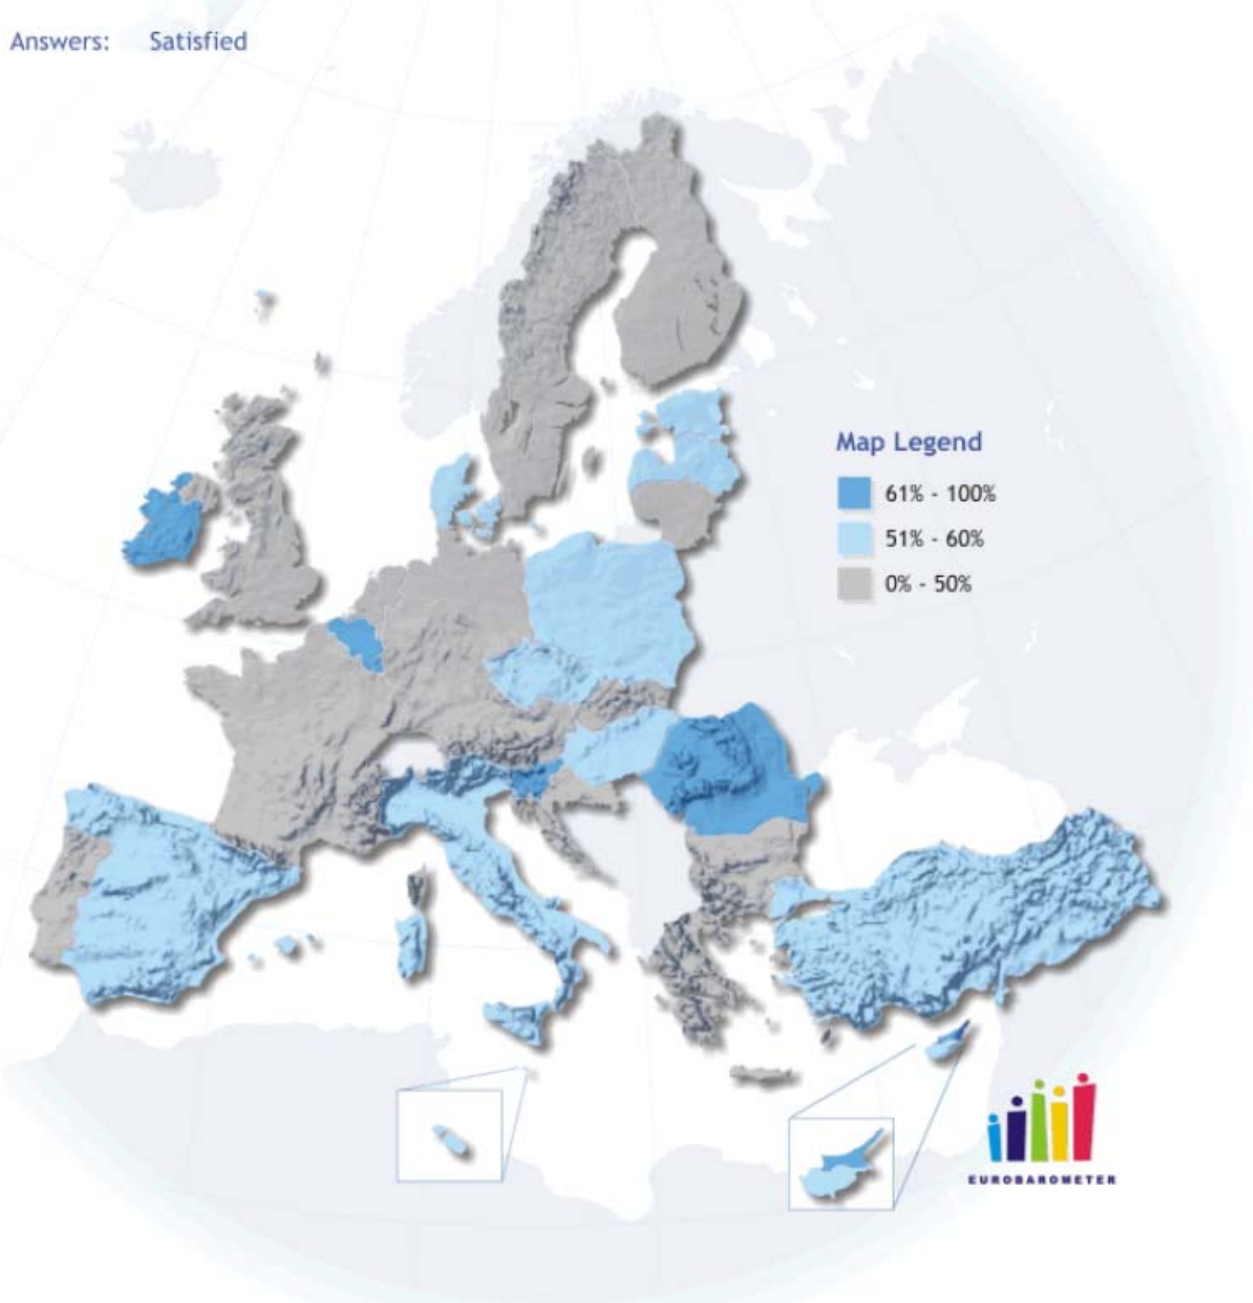 Answers: Satisfied
Map Legend
61% - 100%
51% - 60%
0% - 50%
EUROBAROMETER